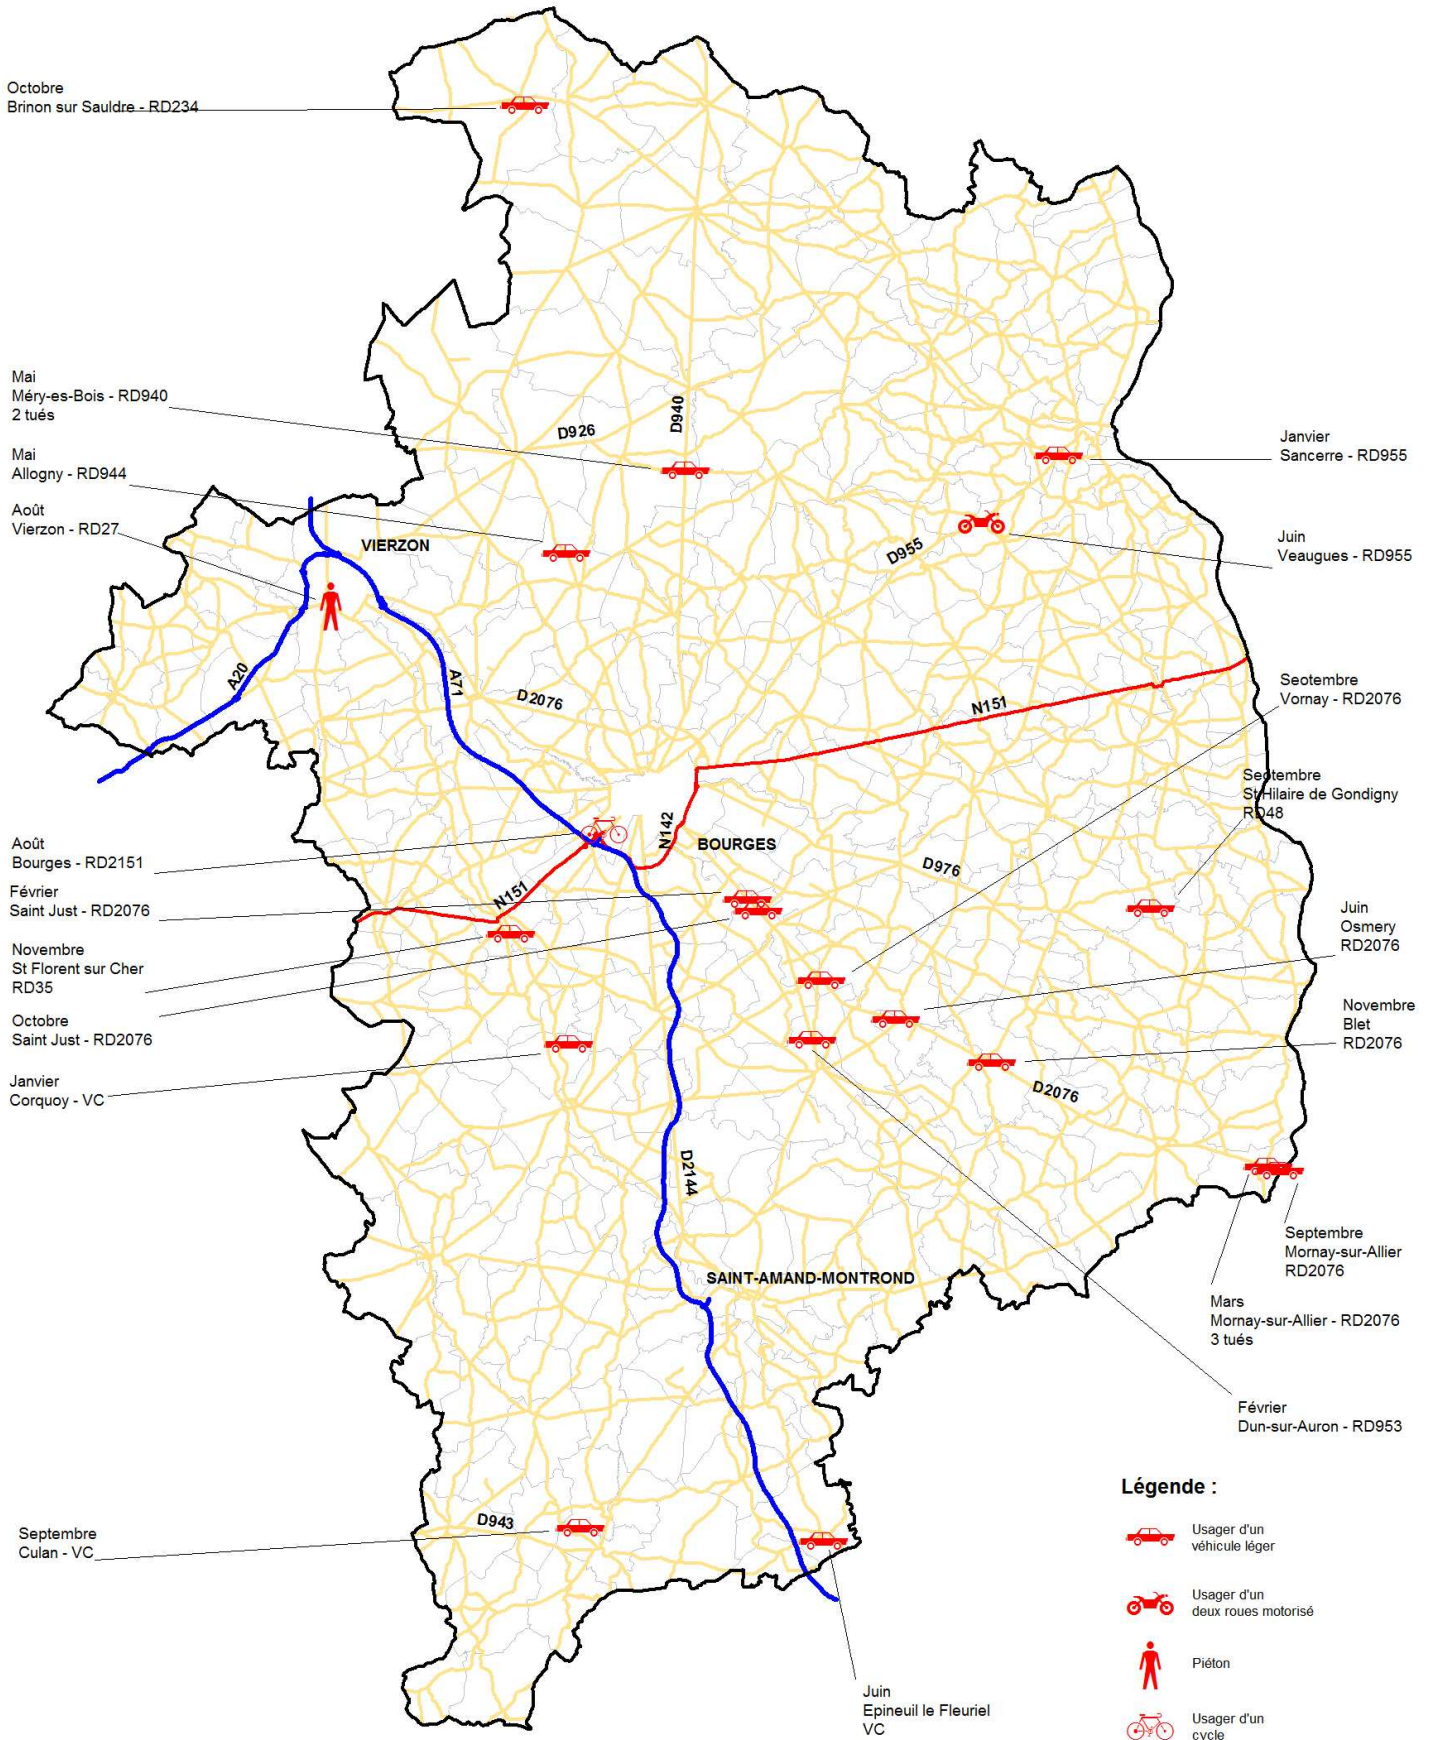 Octobre
Brinon sur Sauldre - RD234
Mai
Méry-es-Bois - RD940
2 tués
Mai
Allogny - RD944
Août
Vierzon - RD27
D926
D940
Janvier
Sancerre - RD955
Juin
Veaugues - RD955
D955
VIERZON
A20
A71
D2076
N151
Seotembre
Vornay - RD2076
Septembre
St Hilaire de Gondigny
RD48
N142
BOURGES
D976
N151
Août
Bourges - RD2151
Février
Saint Just - RD2076
Novembre
St Florent sur Cher
RD35
Octobre
Saint Just - RD2076
Janvier
Corquoy - VC
Juin
Osmery
RD2076
Novembre
Blet
RD2076
D2076
D2144
Septembre
Mornay-sur-Allier
RD2076
Mars
Mornay-sur-Allier - RD2076
3 tués
SAINT-AMAND-MONTROND
Février
Dun-sur-Auron - RD953
D943
Septembre
Culan - VC
Juin
Epineuil le Fleuriel
VC
Légende :
Usager d'un
véhicule léger
Usager d'un
deux roues motorisé
Piéton
Usager d'un
cycle